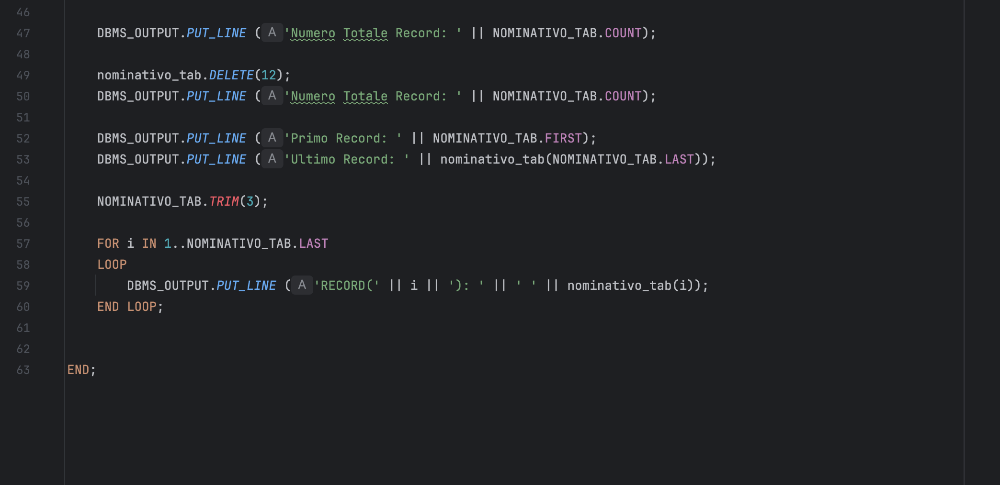 46
47 DBMS_OUTPUT.PUT_LINE (A 'Numero Totale Record: ' || NOMINATIVO_TAB.COUNT);
48
49 nominativo_tab.DELETE(12);
50 DBMS_OUTPUT.PUT_LINE (A 'Numero Totale Record: ' || NOMINATIVO_TAB.COUNT);
51
52 DBMS_OUTPUT.PUT_LINE (A 'Primo Record: ' || NOMINATIVO_TAB.FIRST);
53 DBMS_OUTPUT.PUT_LINE (A 'Ultimo Record: ' || nominativo_tab(NOMINATIVO_TAB.LAST));
54
55 NOMINATIVO_TAB.TRIM(3);
56
57 FOR i IN 1..NOMINATIVO_TAB.LAST
58 LOOP
59 DBMS_OUTPUT.PUT_LINE (A 'RECORD(' || i || '): ' || ' ' || nominativo_tab(i));
60 END LOOP;
61
62
63 END;